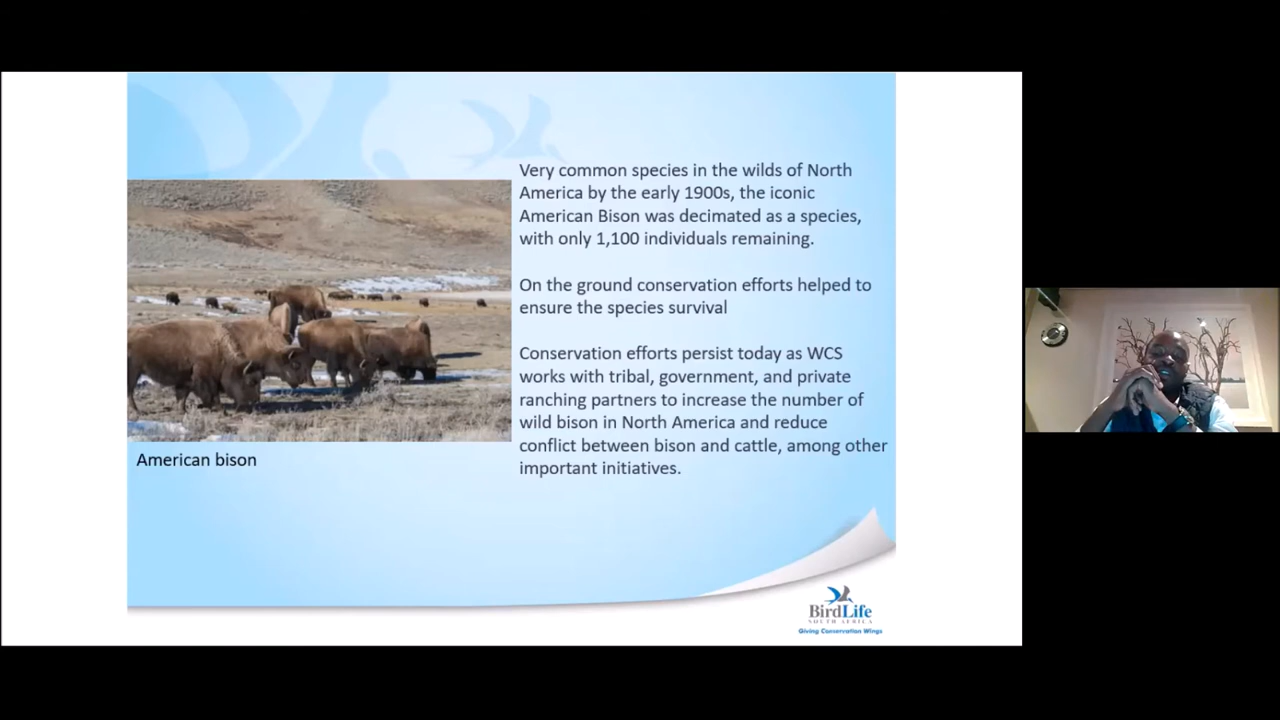 Very common species in the wilds of North
America by the early 1900s, the iconic
American Bison was decimated as a species,
with only 1,100 individuals remaining.
On the ground conservation efforts helped to
ensure the species survival
Conservation efforts persist today as WCS
works with tribal, government, and private
ranching partners to increase the number of
wild bison in North America and reduce
conflict between bison and cattle, among other
important initiatives.
American bison
BirdLife
SOUTH AFRICA
Giving Conservation Wings